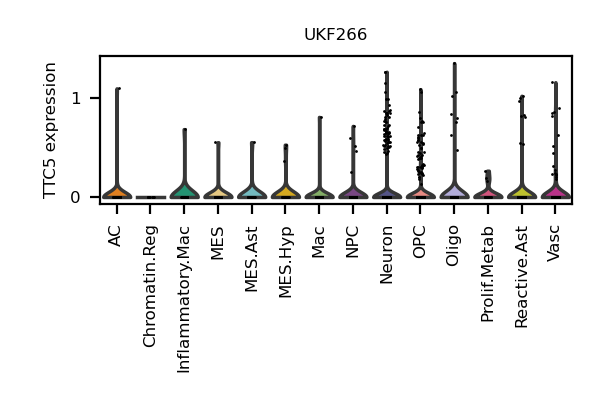 UKF266
TTC5 expression
1
0
AC
Chromatin.Reg
Inflammatory.Mac
MES
MES.Ast
MES.Hyp
Mac
NPC
Neuron
OPC
Oligo
Prolif.Metab
Reactive.Ast
Vasc